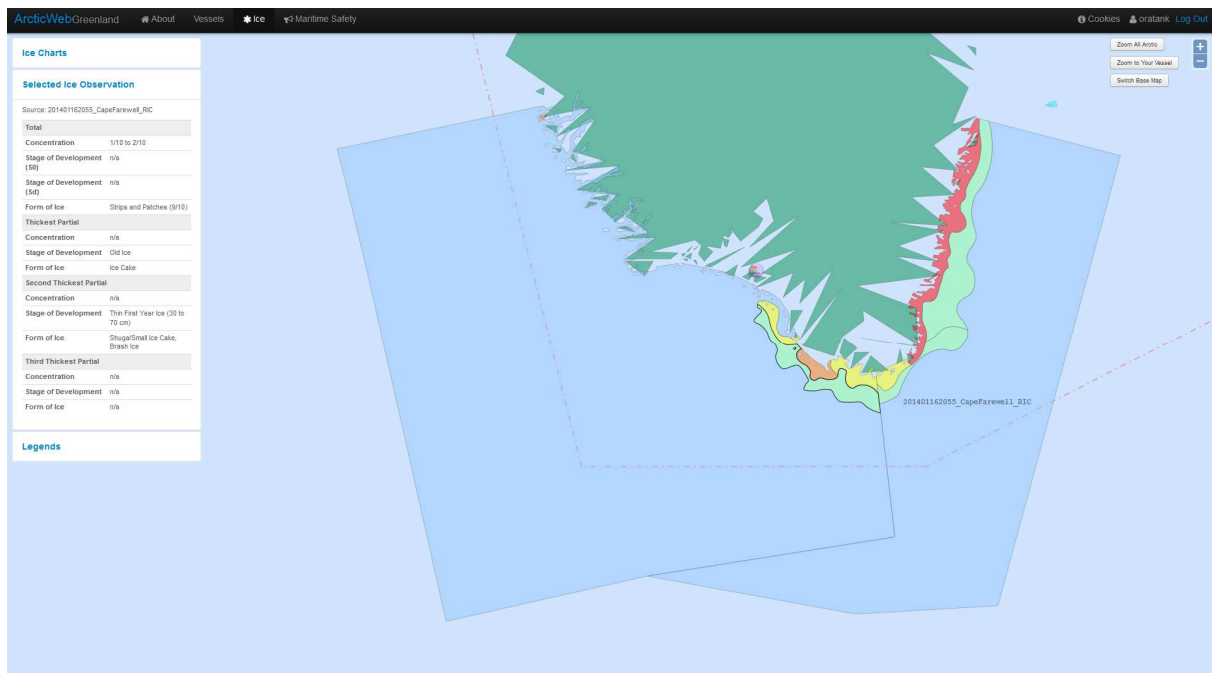 ArcticWebGreenland About Vessels Ice Maritime Safety Cookies oratank Log Out
Ice Charts
Selected Ice Observation
Source: 201401162055_CapeFarewell_RIC
Total
Concentration 1/10 to 2/10
Stage of Development n/a
(S0)
Stage of Development n/a
(Sd)
Form of Ice Strips and Patches (9/10)
Thickest Partial
Concentration n/a
Stage of Development Old Ice
Form of Ice Ice Cake
Second Thickest Partial
Concentration n/a
Stage of Development Thin First Year Ice (30 to
70 cm)
Form of Ice Shuga/Small Ice Cake,
Brash Ice
Third Thickest Partial
Concentration n/a
Stage of Development n/a
Form of Ice n/a
Legends
Zoom All Arctic
Zoom to Your Vessel
Switch Base Map
+
−
201401162055_CapeFarewell_RIC